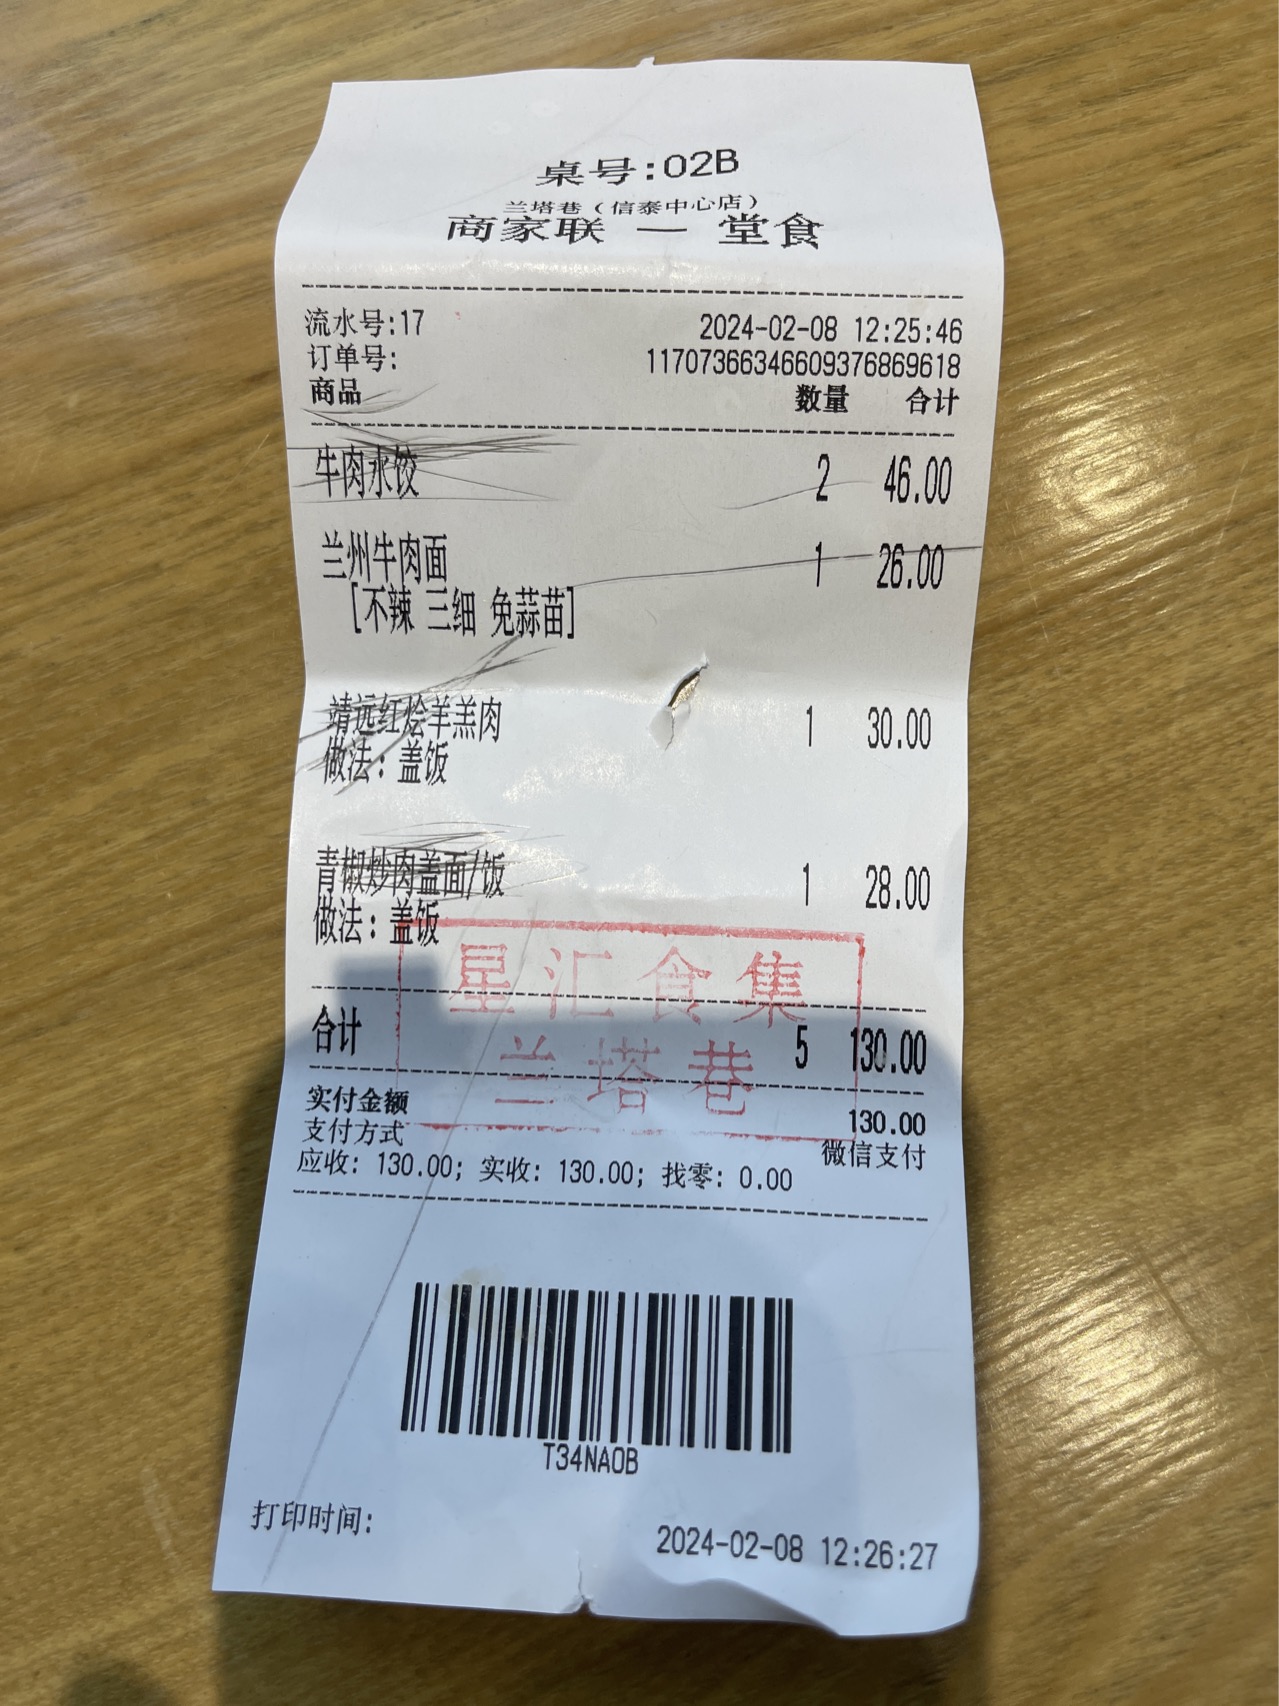 桌号:02B
兰塔巷（信泰中心店）
商家联 一 堂食
流水号:17 2024-02-08 12:25:46
订单号: 11707366346609376869618
商品 数量 合计
牛肉水饺 2 46.00
兰州牛肉面 1 26.00
[不辣 三细 免蒜苗]
靖远红烩羊羔肉 1 30.00
做法: 盖饭
青椒炒肉盖面/饭 1 28.00
做法: 盖饭
星汇食集
合计 5 130.00
兰塔巷
实付金额 130.00
支付方式 微信支付
应收: 130.00; 实收: 130.00; 找零: 0.00
T34NA0B
打印时间: 2024-02-08 12:26:27